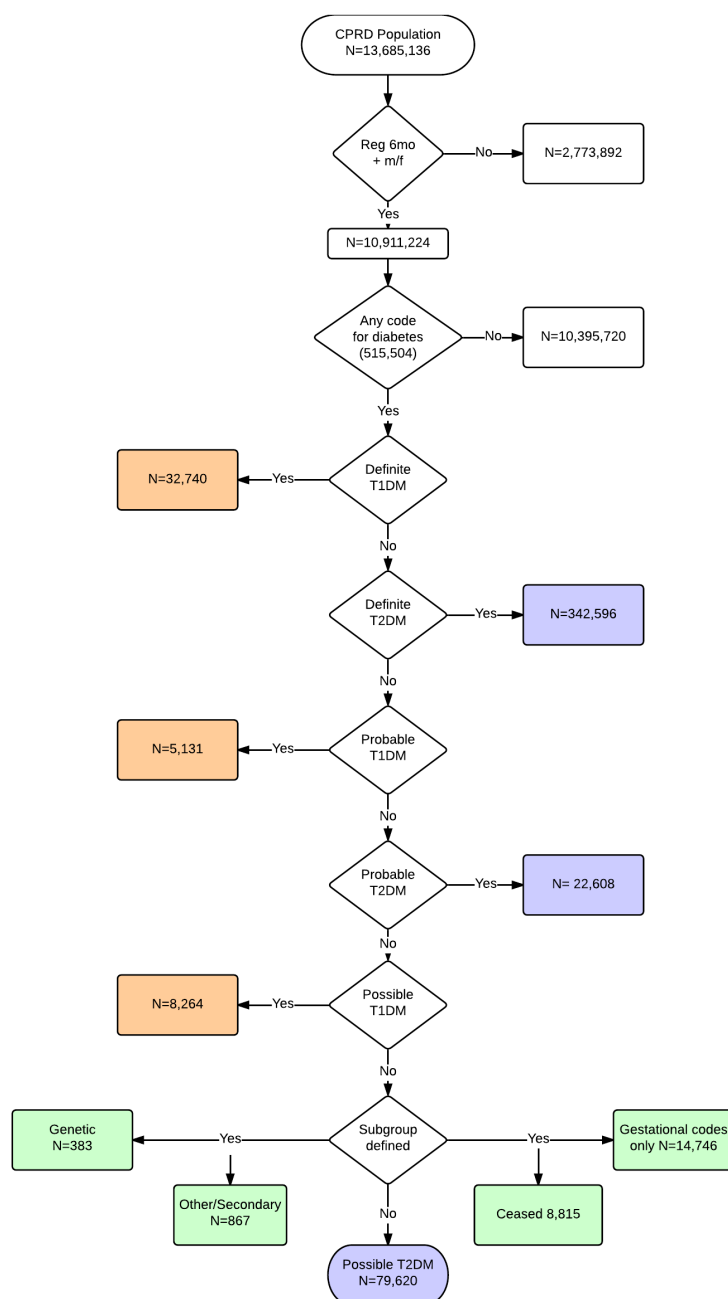 CPRD Population
N=13,685,136
Reg 6mo
+ m/f
No
N=2,773,892
Yes
N=10,911,224
Any code
for diabetes
(515,504)
No
N=10,395,720
Yes
Definite
T1DM
Yes
N=32,740
No
Definite
T2DM
Yes
N=342,596
No
Probable
T1DM
Yes
N=5,131
No
Probable
T2DM
Yes
N= 22,608
No
Possible
T1DM
Yes
N=8,264
No
Subgroup
defined
Yes
Genetic
N=383
Other/Secondary
N=867
Yes
Gestational codes
only N=14,746
Ceased 8,815
No
Possible T2DM
N=79,620